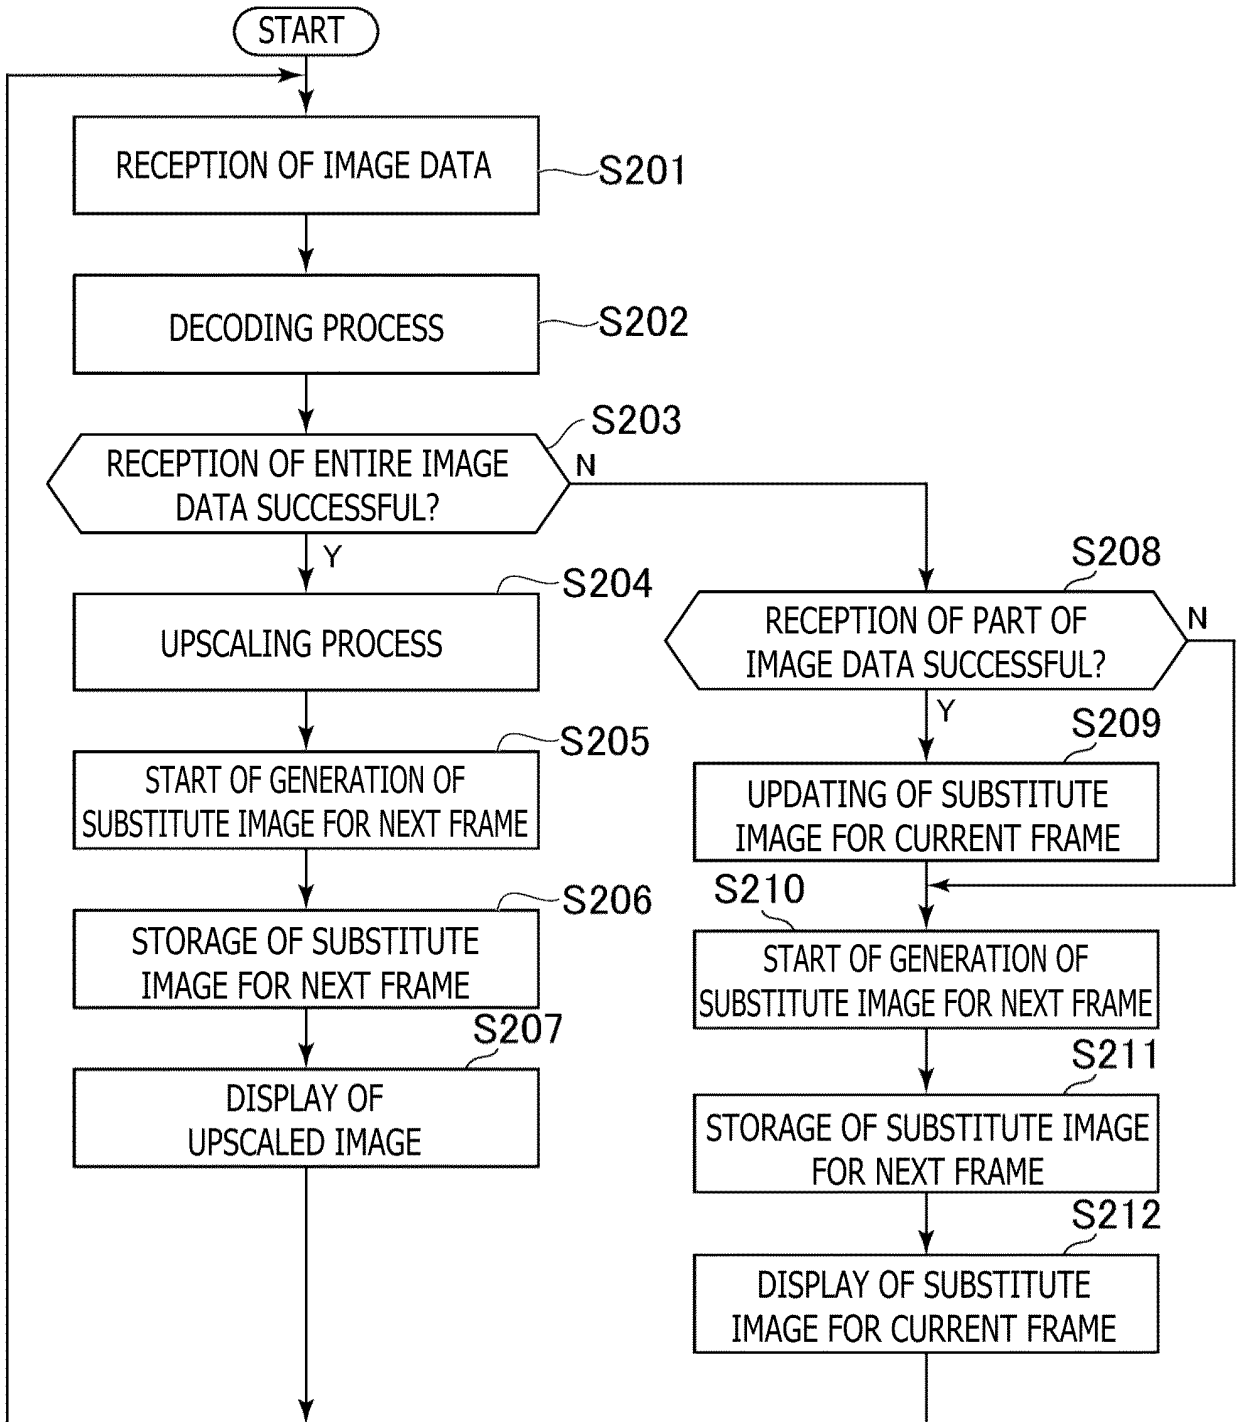 START
RECEPTION OF IMAGE DATA
S201
DECODING PROCESS
S202
S203
RECEPTION OF ENTIRE IMAGE
DATA SUCCESSFUL?
N
Y
S204
UPSCALING PROCESS
S205
START OF GENERATION OF
SUBSTITUTE IMAGE FOR NEXT FRAME
S206
STORAGE OF SUBSTITUTE
IMAGE FOR NEXT FRAME
S207
DISPLAY OF
UPSCALED IMAGE
S208
RECEPTION OF PART OF
IMAGE DATA SUCCESSFUL?
N
Y
S209
UPDATING OF SUBSTITUTE
IMAGE FOR CURRENT FRAME
S210
START OF GENERATION OF
SUBSTITUTE IMAGE FOR NEXT FRAME
S211
STORAGE OF SUBSTITUTE IMAGE
FOR NEXT FRAME
S212
DISPLAY OF SUBSTITUTE
IMAGE FOR CURRENT FRAME